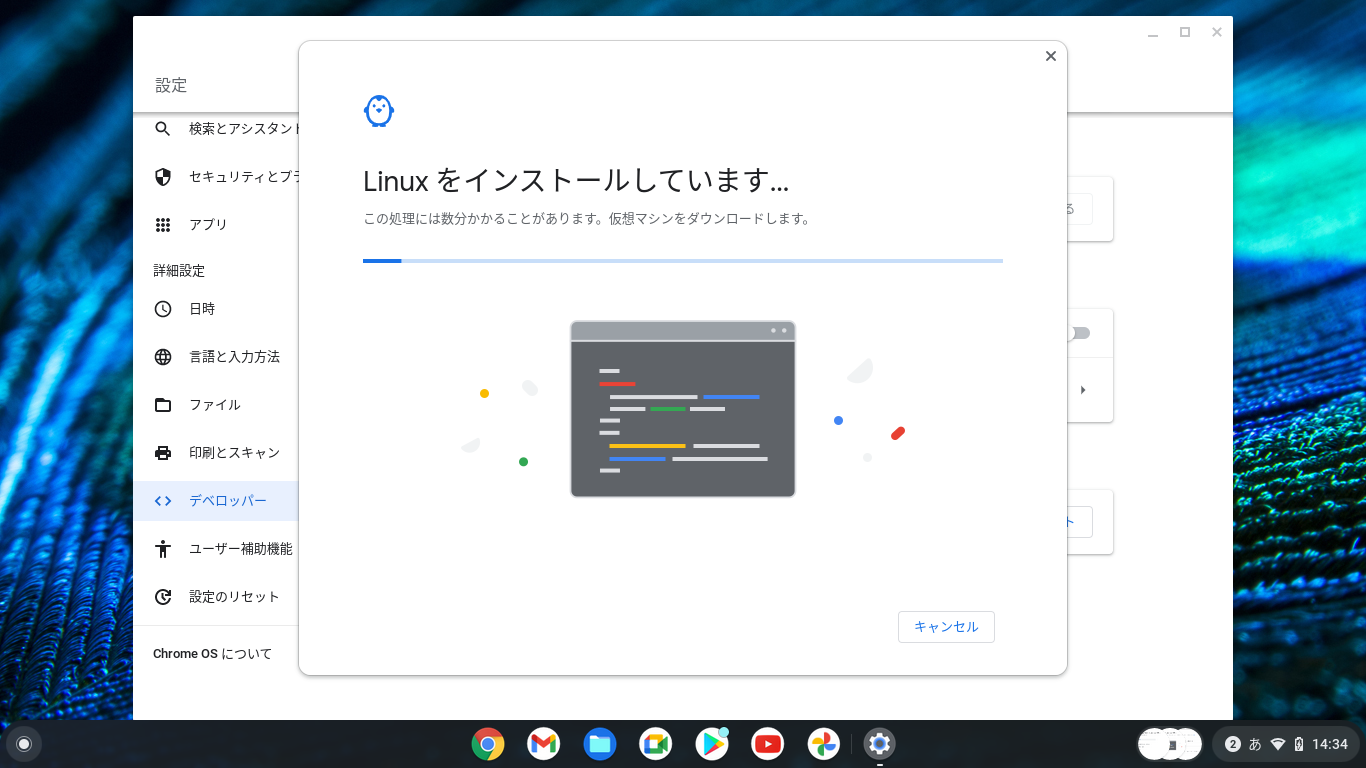 設定
検索とアシスタント
セキュリティとプラ
アプリ
詳細設定
日時
言語と入力方法
ファイル
印刷とスキャン
デベロッパー
ユーザー補助機能
設定のリセット
Chrome OS について
Linux をインストールしています...
この処理には数分かかることがあります。仮想マシンをダウンロードします。
る
ト
キャンセル
2 あ 14:34